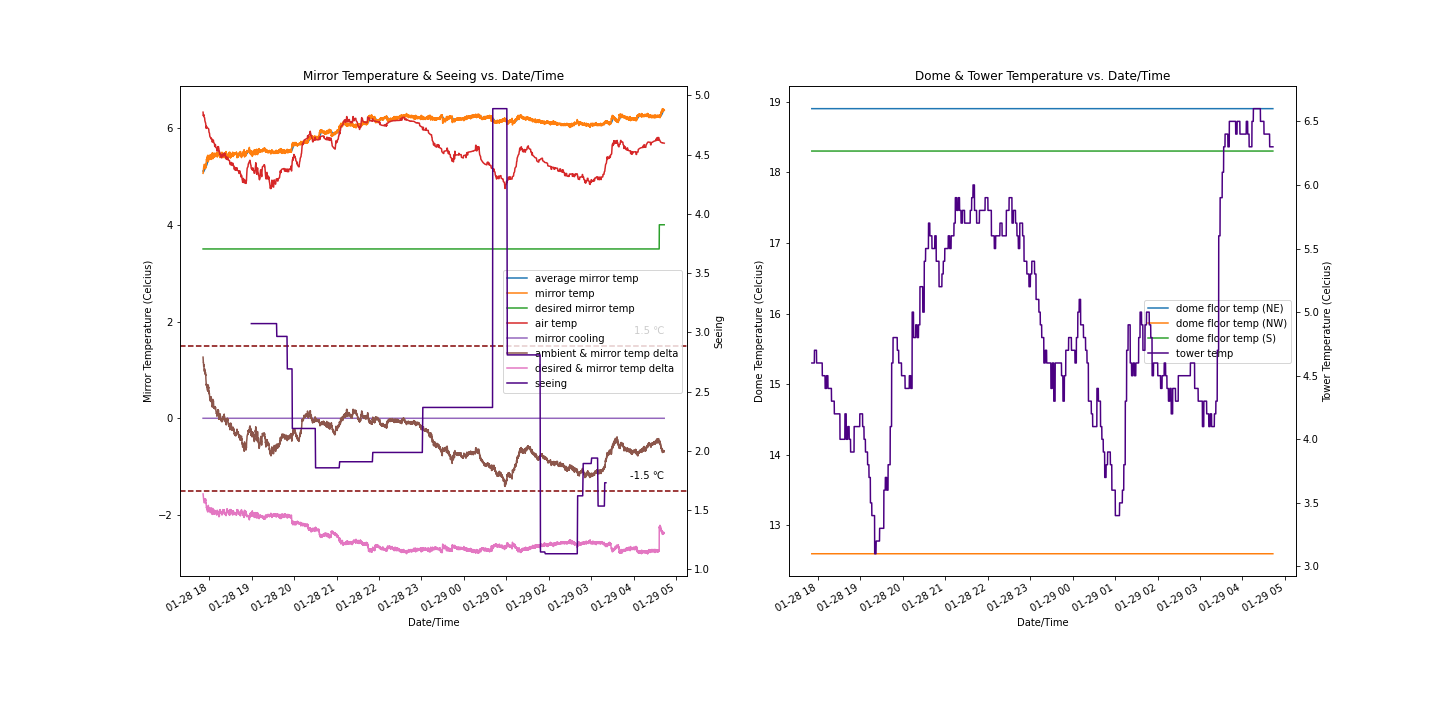 Mirror Temperature & Seeing vs. Date/Time
Mirror Temperature (Celcius)
6
4
2
0
−2
5.0
4.5
4.0
3.5
3.0
2.5
2.0
1.5
1.0
Seeing
average mirror temp
mirror temp
desired mirror temp
air temp
mirror cooling
ambient & mirror temp delta
desired & mirror temp delta
seeing
1.5 ℃
-1.5 ℃
01-28 18
01-28 19
01-28 20
01-28 21
01-28 22
01-28 23
01-29 00
01-29 01
01-29 02
01-29 03
01-29 04
01-29 05
Date/Time
Dome & Tower Temperature vs. Date/Time
Dome Temperature (Celcius)
19
18
17
16
15
14
13
6.5
6.0
5.5
5.0
4.5
4.0
3.5
3.0
Tower Temperature (Celcius)
dome floor temp (NE)
dome floor temp (NW)
dome floor temp (S)
tower temp
01-28 18
01-28 19
01-28 20
01-28 21
01-28 22
01-28 23
01-29 00
01-29 01
01-29 02
01-29 03
01-29 04
01-29 05
Date/Time